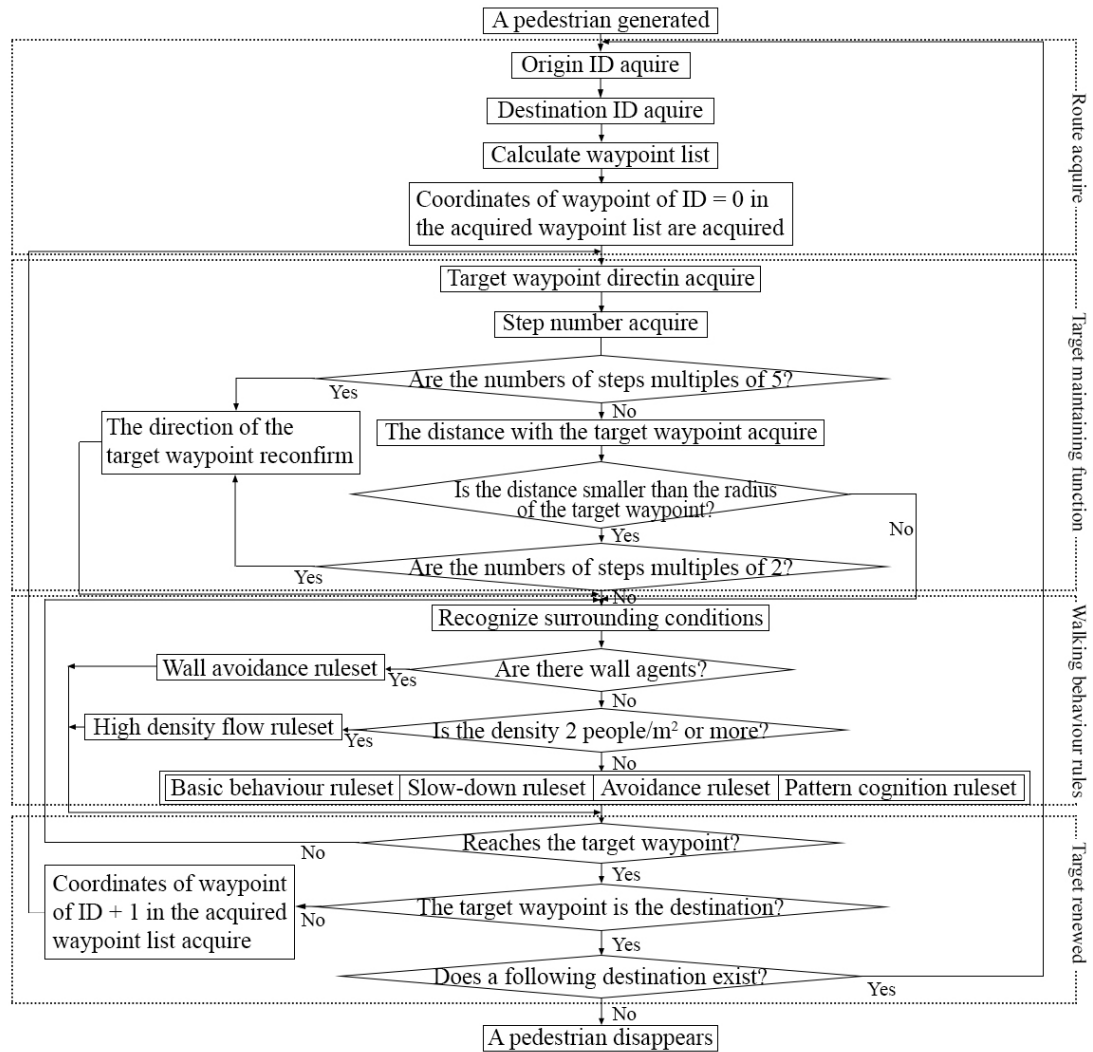 A pedestrian generated
Origin ID aquire
Destination ID aquire
Calculate waypoint list
Coordinates of waypoint of ID = 0 in
the acquired waypoint list are acquired
Route acquire
Target waypoint directin acquire
Step number acquire
Are the numbers of steps multiples of 5?
Yes
No
The direction of the
target waypoint reconfirm
The distance with the target waypoint acquire
Is the distance smaller than the radius
of the target waypoint?
No
Yes
Are the numbers of steps multiples of 2?
Yes
No
Target maintaining function
Recognize surrounding conditions
Are there wall agents?
Yes
Wall avoidance ruleset
No
Is the density 2 people/m² or more?
Yes
High density flow ruleset
No
Basic behaviour ruleset
Slow-down ruleset
Avoidance ruleset
Pattern cognition ruleset
Walking behaviour rules
Reaches the target waypoint?
No
Yes
The target waypoint is the destination?
No
Coordinates of waypoint
of ID + 1 in the acquired
waypoint list acquire
Yes
Does a following destination exist?
Yes
No
Target renewed
A pedestrian disappears